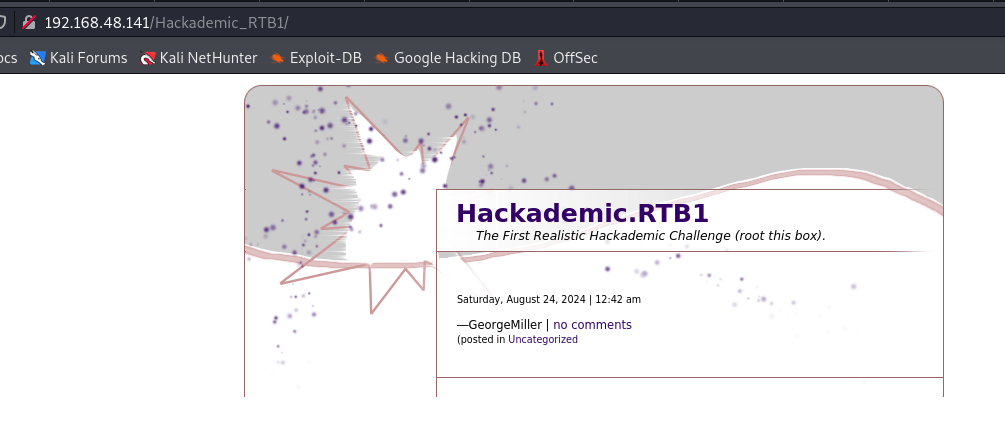 192.168.48.141/Hackademic_RTB1/
ocs Kali Forums Kali NetHunter Exploit-DB Google Hacking DB OffSec
Hackademic.RTB1
The First Realistic Hackademic Challenge (root this box).
Saturday, August 24, 2024 | 12:42 am
—GeorgeMiller | no comments
(posted in Uncategorized